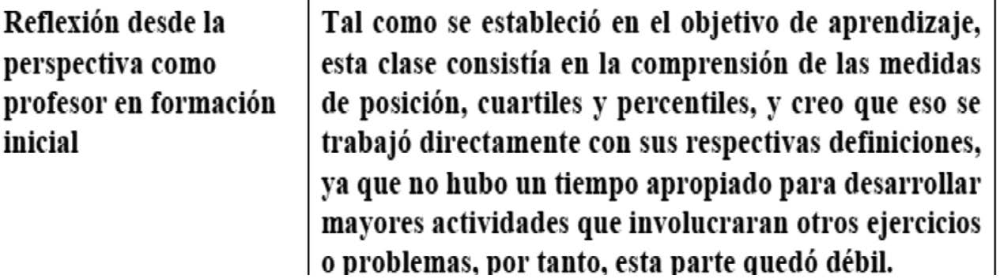 Reflexión desde la
perspectiva como
profesor en formación
inicial
Tal como se estableció en el objetivo de aprendizaje,
esta clase consistía en la comprensión de las medidas
de posición, cuartiles y percentiles, y creo que eso se
trabajó directamente con sus respectivas definiciones,
ya que no hubo un tiempo apropiado para desarrollar
mayores actividades que involucraran otros ejercicios
o problemas, por tanto, esta parte quedó débil.